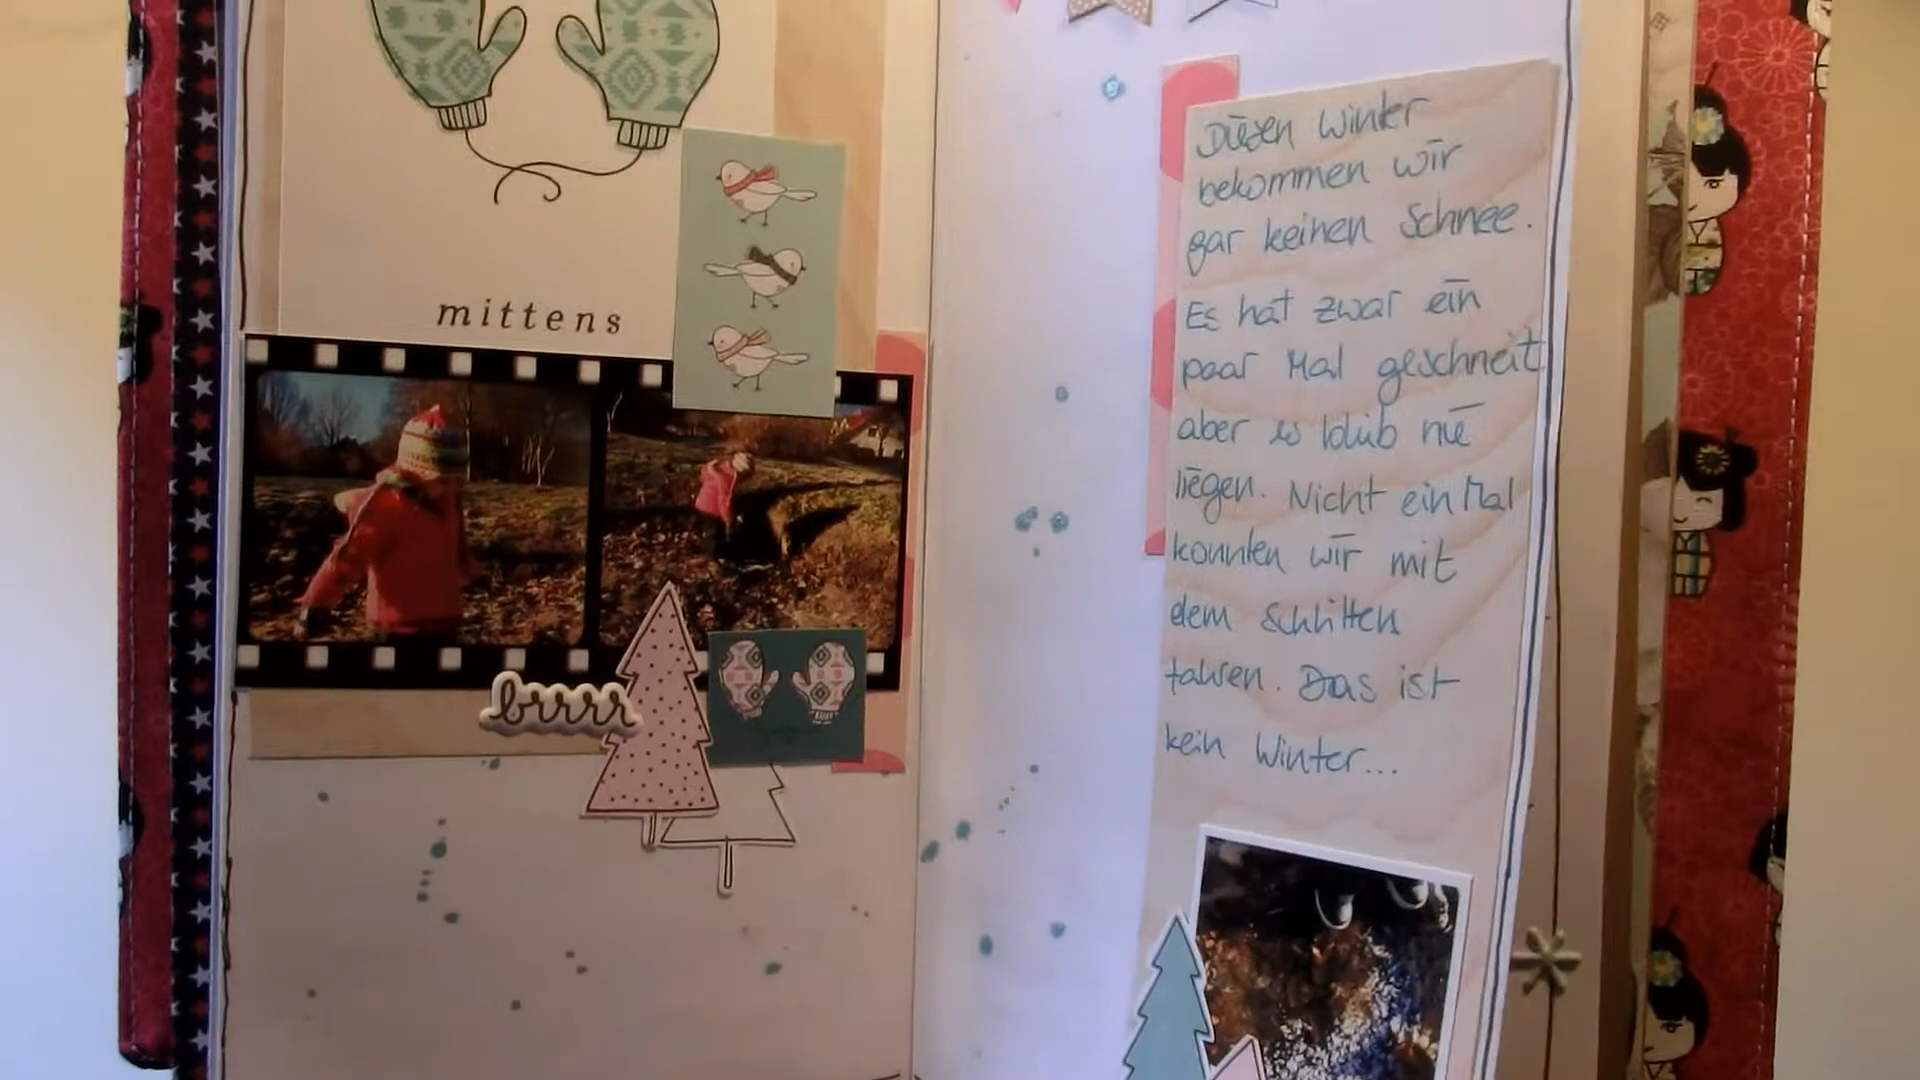 mittens
brrrr
Diesen Winter
bekommen wir
gar keinen Schnee.
Es hat zwar ein
paar Mal geschneit
aber es blieb nie
liegen. Nicht ein Mal
konnten wir mit
dem Schlitten
fahren. Das ist
kein Winter...